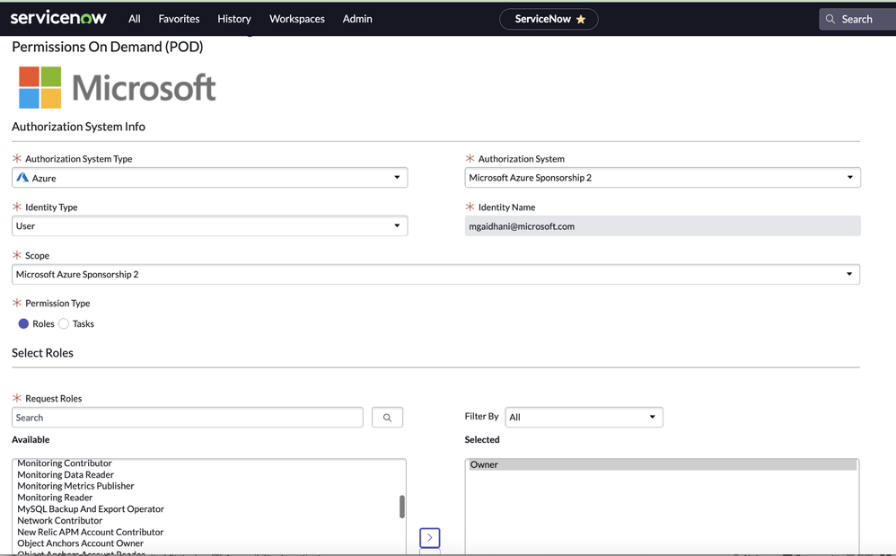 servicenow All Favorites History Workspaces Admin ServiceNow Search
Permissions On Demand (POD)
Microsoft
Authorization System Info
Authorization System Type Authorization System
Azure Microsoft Azure Sponsorship 2
Identity Type Identity Name
User mgaidhani@microsoft.com
Scope
Microsoft Azure Sponsorship 2
Permission Type
Roles Tasks
Select Roles
Request Roles
Search Filter By All
Available Selected
Monitoring Contributor Owner
Monitoring Data Reader
Monitoring Metrics Publisher
Monitoring Reader
MySQL Backup And Export Operator
Network Contributor
New Relic APM Account Contributor
Object Anchors Account Owner
Object Anchors Account Reader